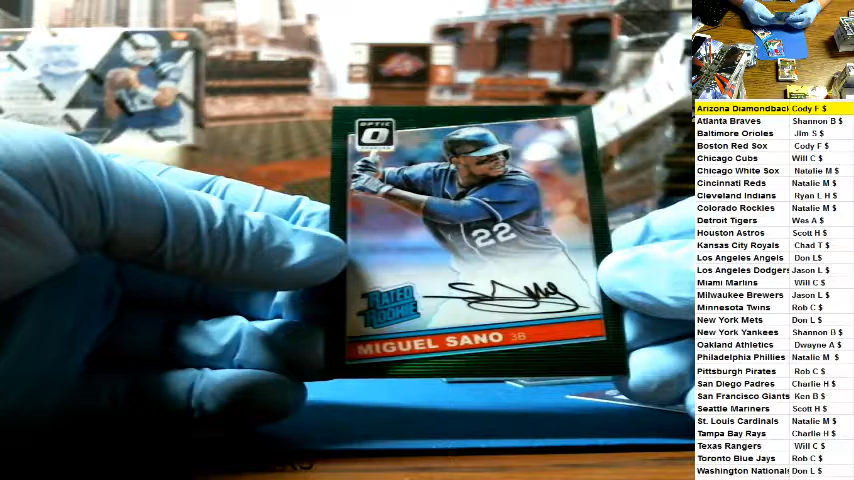 OPTIC
O
22
RATED
ROOKIE
MIGUEL SANO 3B
Arizona Diamondback Cody F $
Atlanta Braves Shannon B $
Baltimore Orioles Jim S $
Boston Red Sox Cody F $
Chicago Cubs Will C $
Chicago White Sox Natalie M $
Cincinnati Reds Natalie M $
Cleveland Indians Ryan L H $
Colorado Rockies Natalie M $
Detroit Tigers Wes A $
Houston Astros Scott H $
Kansas City Royals Chad T $
Los Angeles Angels Don L$
Los Angeles Dodgers Jason L $
Miami Marlins Will C $
Milwaukee Brewers Jason L $
Minnesota Twins Rob C $
New York Mets Don L $
New York Yankees Shannon B $
Oakland Athletics Dwayne A $
Philadelphia Phillies Natalie M $
Pittsburgh Pirates Rob C $
San Diego Padres Charlie H $
San Francisco Giants Ken B $
Seattle Mariners Scott H $
St. Louis Cardinals Natalie M $
Tampa Bay Rays Charlie H $
Texas Rangers Will C $
Toronto Blue Jays Rob C $
Washington Nationals Don L $